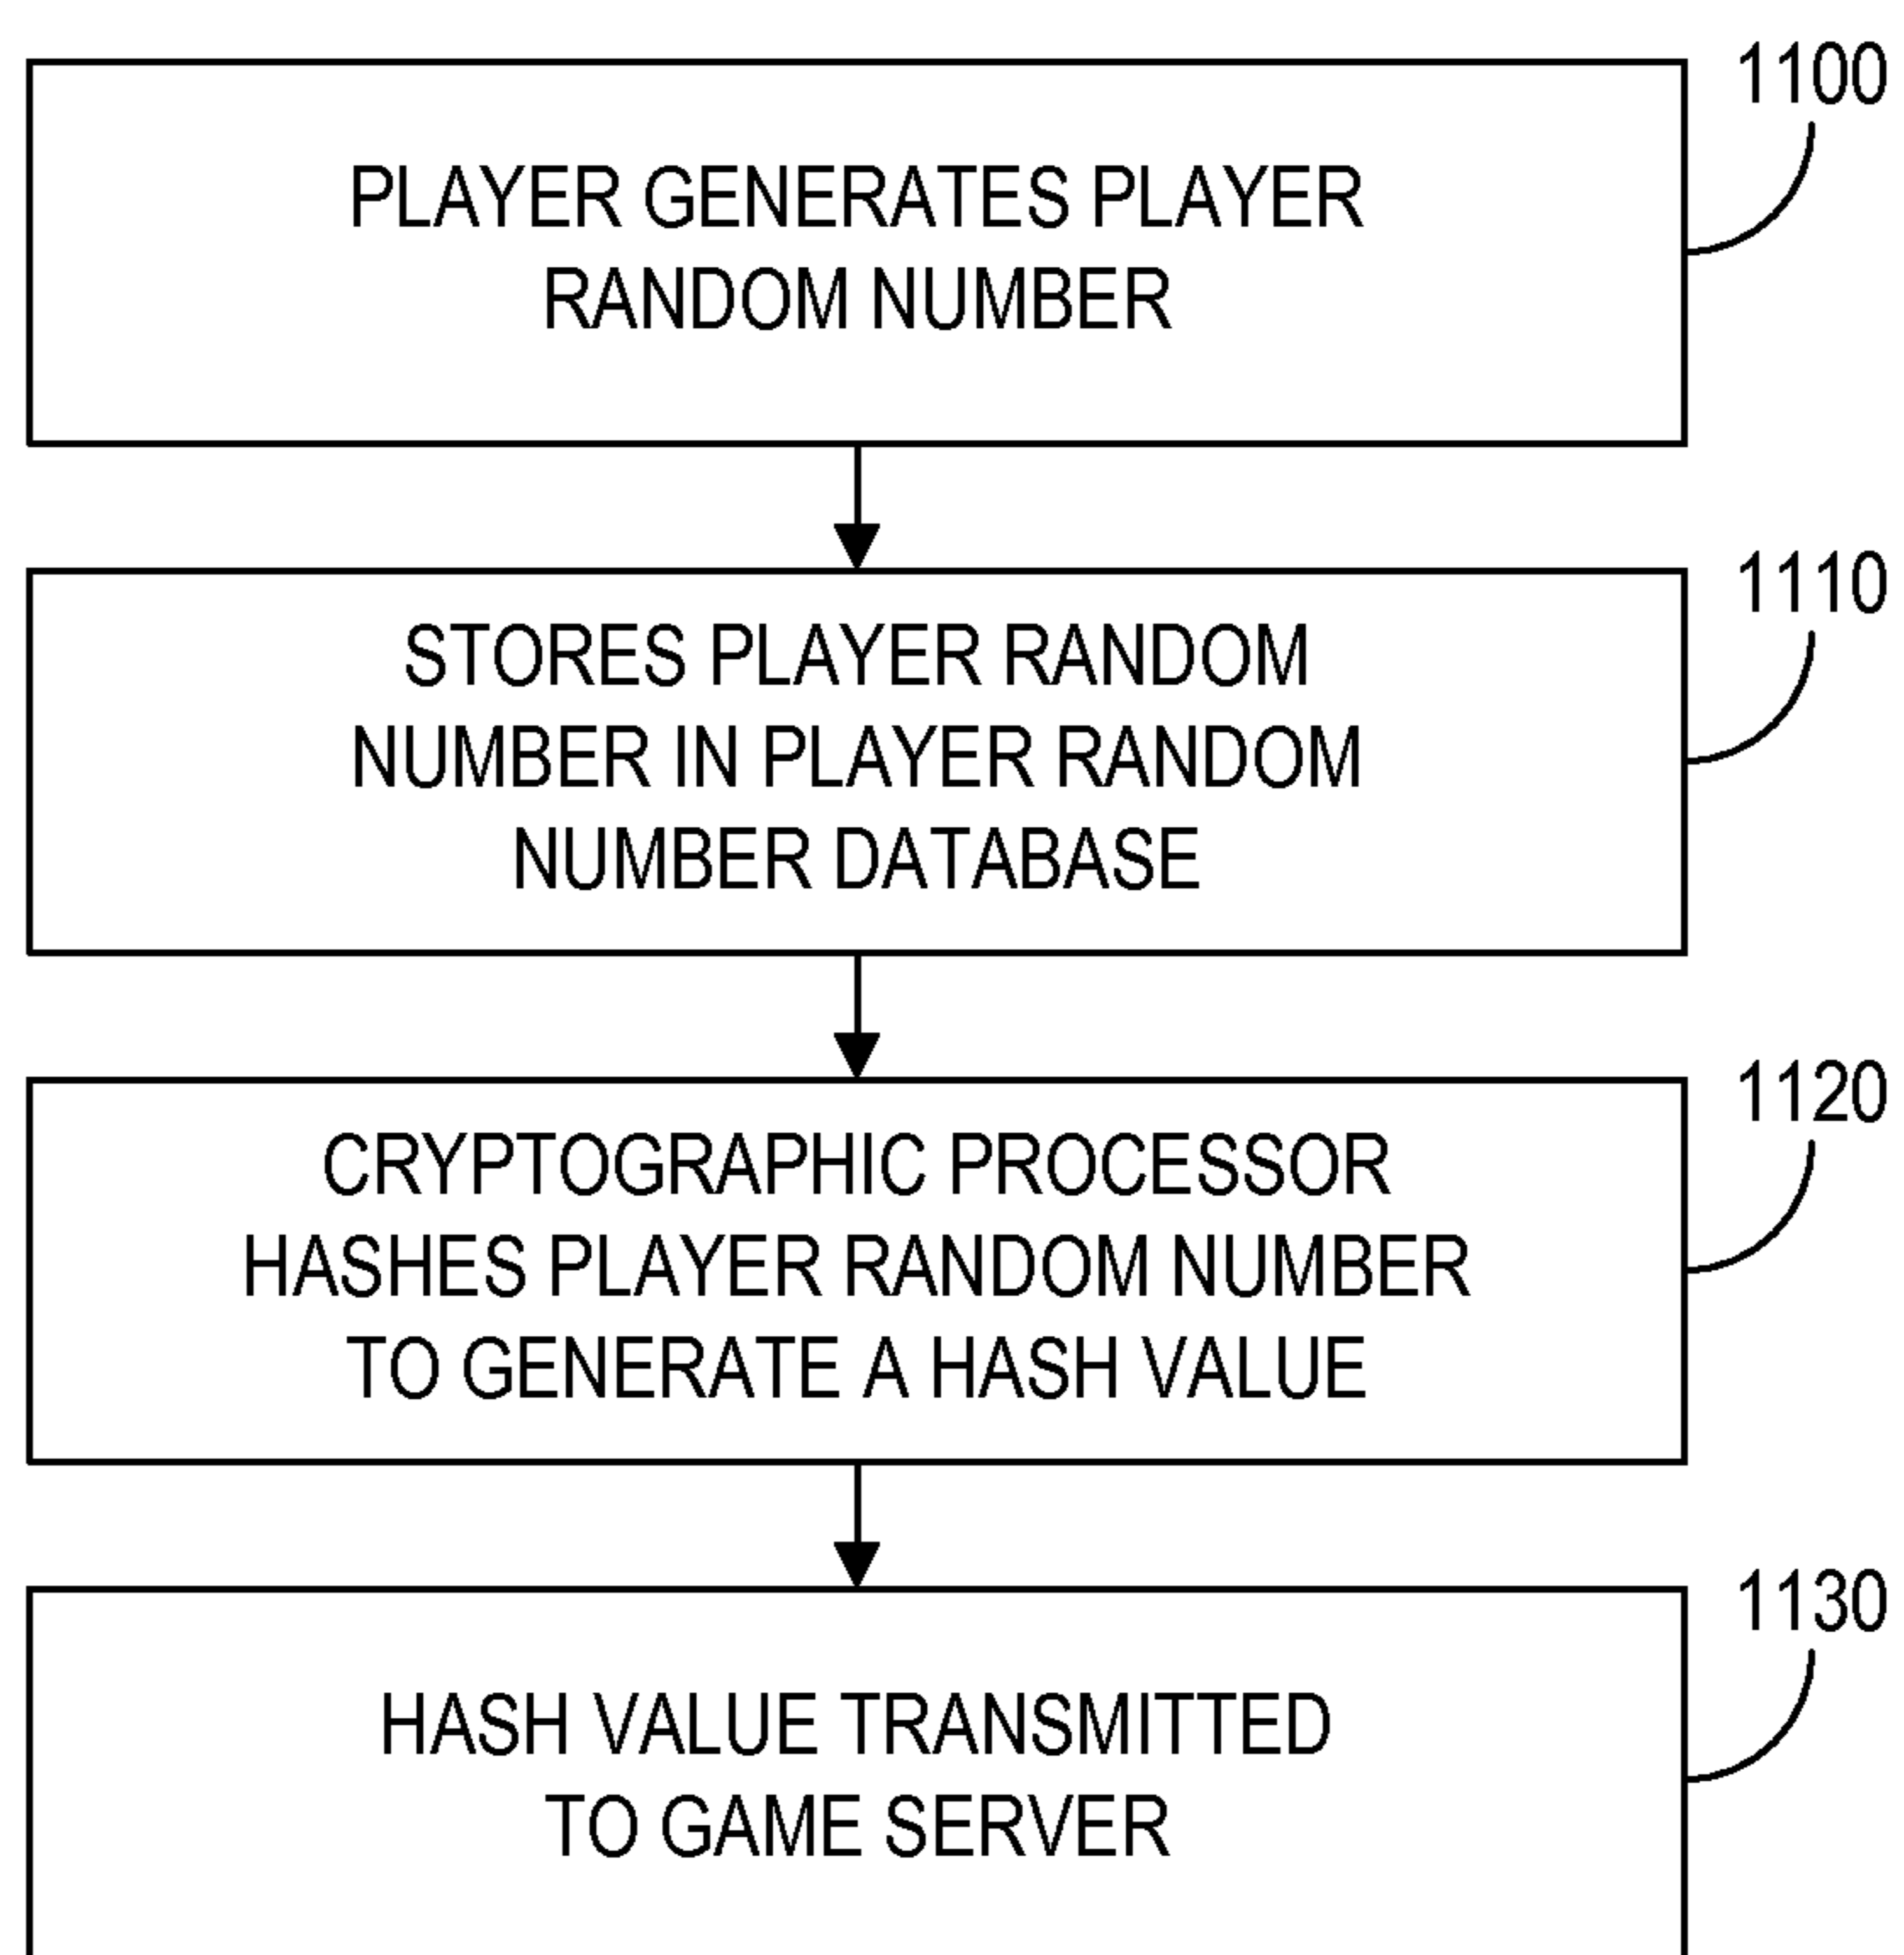 1100
PLAYER GENERATES PLAYER
RANDOM NUMBER
1110
STORES PLAYER RANDOM
NUMBER IN PLAYER RANDOM
NUMBER DATABASE
1120
CRYPTOGRAPHIC PROCESSOR
HASHES PLAYER RANDOM NUMBER
TO GENERATE A HASH VALUE
1130
HASH VALUE TRANSMITTED
TO GAME SERVER